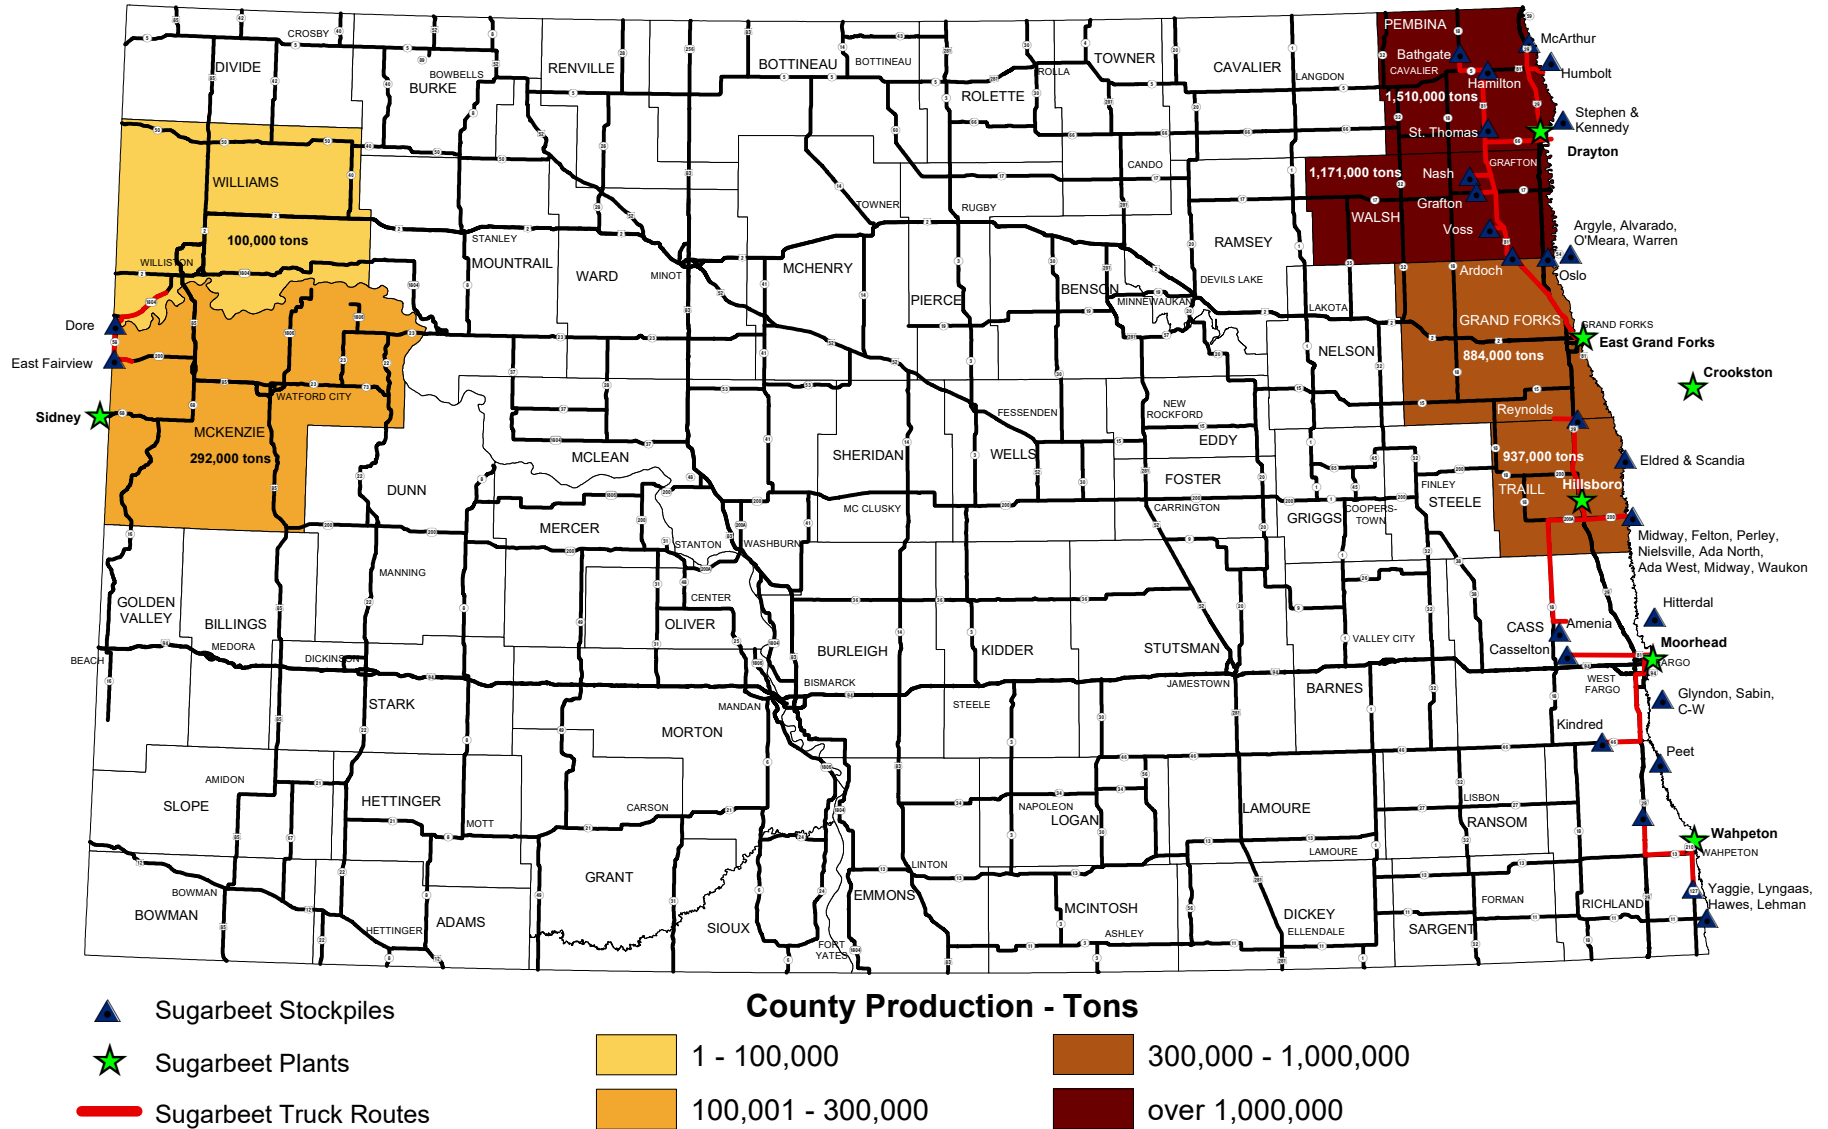 CROSBY
DIVIDE
BOWBELLS
BURKE
RENVILLE
BOTTINEAU
BOTTINEAU
ROLLA
ROLETTE
TOWNER
CAVALIER
LANGDON
PEMBINA
Bathgate
CAVALIER
Hamilton
1,510,000 tons
St. Thomas
McArthur
Humbolt
Stephen &
Kennedy
Drayton
GRAFTON
1,171,000 tons
Nash
Grafton
WALSH
Voss
Ardoch
Argyle, Alvarado,
O'Meara, Warren
Oslo
WILLIAMS
100,000 tons
WILLISTON
STANLEY
MOUNTRAIL
WARD
MINOT
TOWNER
MCHENRY
RUGBY
PIERCE
CANDO
BENSON
MINNEWAUKAN
RAMSEY
DEVILS LAKE
LAKOTA
NELSON
GRAND FORKS
884,000 tons
GRAND FORKS
East Grand Forks
Crookston
Dore
East Fairview
Sidney
WATFORD CITY
MCKENZIE
292,000 tons
DUNN
MCLEAN
MERCER
STANTON
WASHBURN
SHERIDAN
MC CLUSKY
FESSENDEN
WELLS
NEW
ROCKFORD
EDDY
FOSTER
CARRINGTON
GRIGGS
COOPERS-
TOWN
FINLEY
STEELE
Reynolds
937,000 tons
Hillsboro
TRAILL
Eldred & Scandia
Midway, Felton, Perley,
Nielsville, Ada North,
Ada West, Midway, Waukon
Hitterdal
MANNING
GOLDEN
VALLEY
BILLINGS
MEDORA
BEACH
DICKINSON
STARK
CENTER
OLIVER
BURLEIGH
BISMARCK
MANDAN
MORTON
KIDDER
STEELE
STUTSMAN
JAMESTOWN
VALLEY CITY
BARNES
CASS
Amenia
Casselton
Moorhead
FARGO
WEST
FARGO
Glyndon, Sabin,
C-W
Kindred
Peet
AMIDON
SLOPE
HETTINGER
MOTT
CARSON
GRANT
NAPOLEON
LOGAN
LAMOURE
LAMOURE
LISBON
RANSOM
Wahpeton
WAHPETON
Yaggie, Lyngaas,
Hawes, Lehman
BOWMAN
BOWMAN
HETTINGER
ADAMS
SIOUX
FORT
YATES
LINTON
EMMONS
MCINTOSH
ASHLEY
DICKEY
ELLENDALE
FORMAN
SARGENT
RICHLAND
County Production - Tons
Sugarbeet Stockpiles
Sugarbeet Plants
Sugarbeet Truck Routes
1 - 100,000
100,001 - 300,000
300,000 - 1,000,000
over 1,000,000